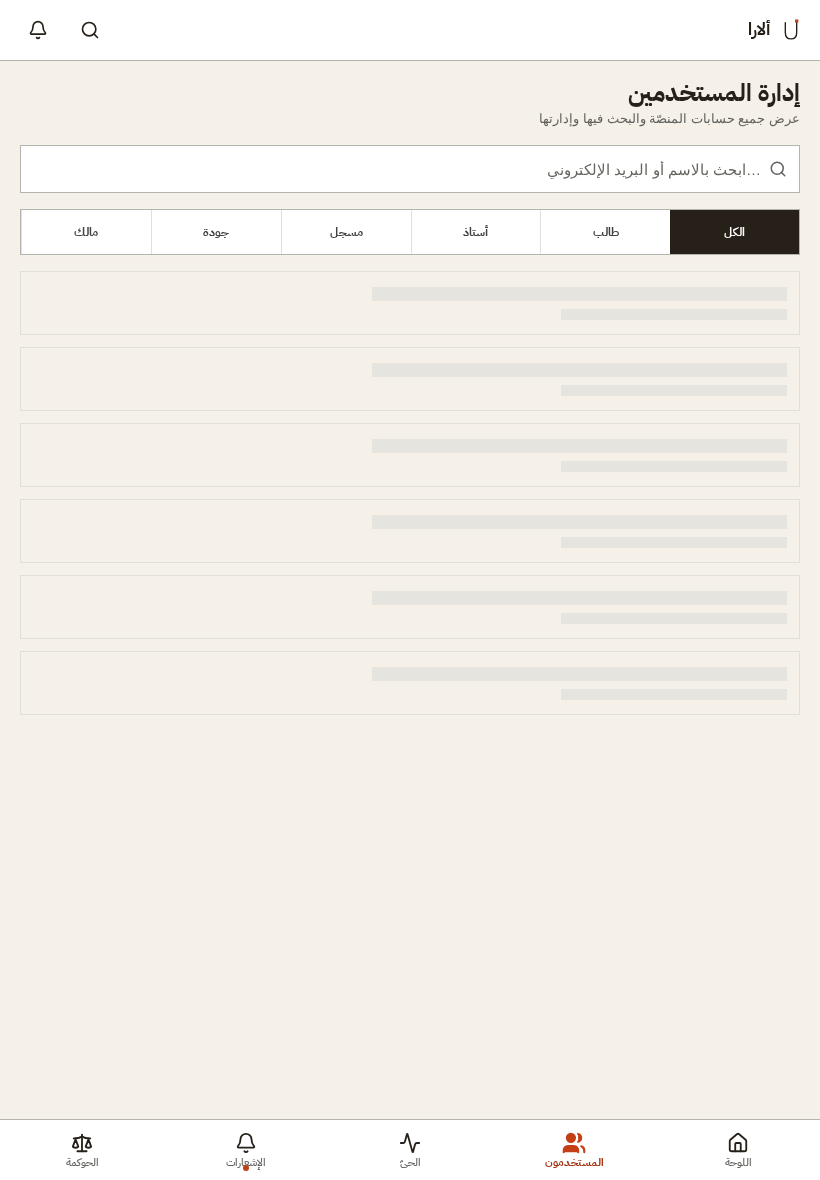 ألارا
إدارة المستخدمين
عرض جميع حسابات المنصّة والبحث فيها وإدارتها
ابحث بالاسم أو البريد الإلكتروني...
الكل
طالب
أستاذ
مسجل
جودة
مالك
اللوحة
المستخدمون
الحيّ
الإشعارات
الحوكمة